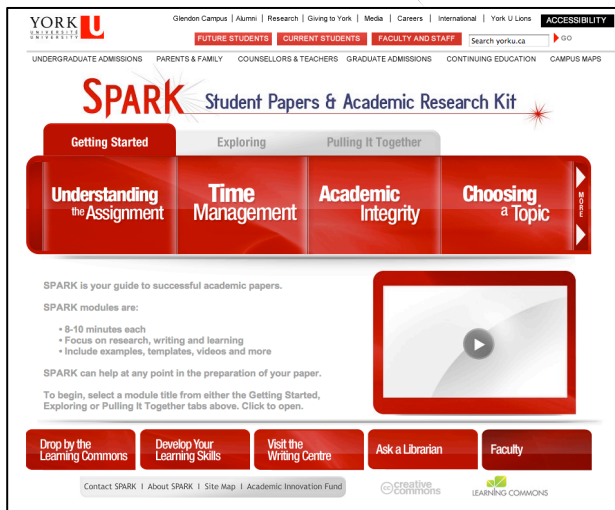 YORK U
UNIVERSITÉ
UNIVERSITY
Glendon Campus | Alumni | Research | Giving to York | Media | Careers | International | York U Lions
ACCESSIBILITY
FUTURE STUDENTS
CURRENT STUDENTS
FACULTY AND STAFF
Search yorku.ca
GO
UNDERGRADUATE ADMISSIONS
PARENTS & FAMILY
COUNSELLORS & TEACHERS
GRADUATE ADMISSIONS
CONTINUING EDUCATION
CAMPUS MAPS
SPARK Student Papers & Academic Research Kit
Getting Started
Exploring
Pulling It Together
Understanding
the Assignment
Time
Management
Academic
Integrity
Choosing
a Topic
MORE
SPARK is your guide to successful academic papers.
SPARK modules are:
• 8-10 minutes each
• Focus on research, writing and learning
• Include examples, templates, videos and more
SPARK can help at any point in the preparation of your paper.
To begin, select a module title from either the Getting Started,
Exploring or Pulling It Together tabs above. Click to open.
Drop by the
Learning Commons
Develop Your
Learning Skills
Visit the
Writing Centre
Ask a Librarian
Faculty
Contact SPARK I About SPARK I Site Map I Academic Innovation Fund
cc creative
commons
LEARNING COMMONS